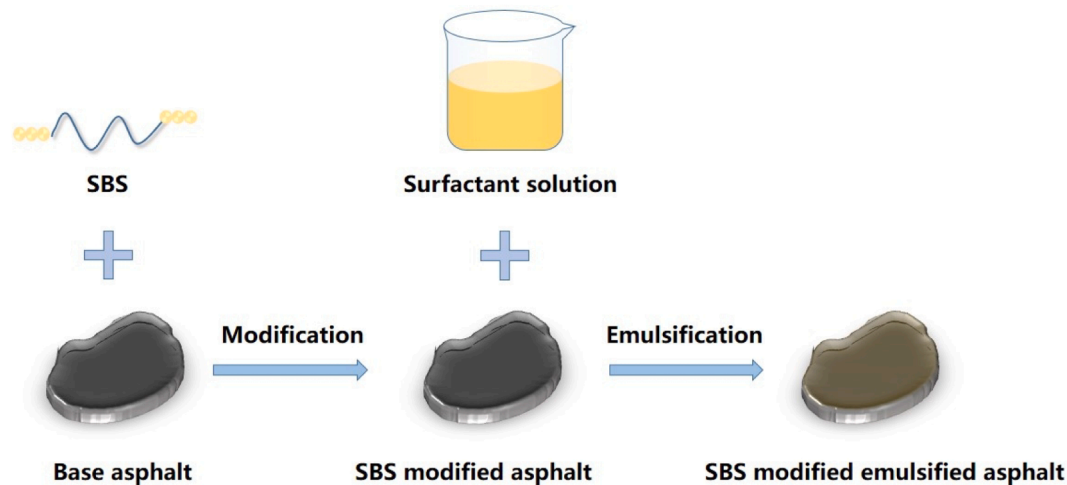 SBS
Surfactant solution
Modification
Emulsification
Base asphalt
SBS modified asphalt
SBS modified emulsified asphalt